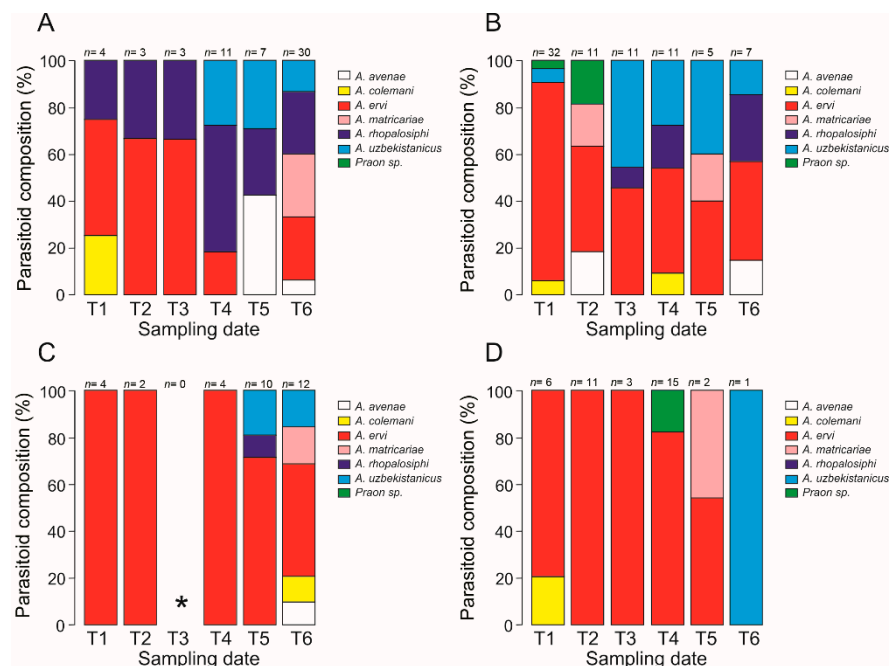 A
n= 4 n= 3 n= 3 n= 11 n= 7 n= 30
Parasitoid composition (%)
100
80
60
40
20
0
T1 T2 T3 T4 T5 T6
Sampling date
A. avenae
A. colemani
A. ervi
A. matricariae
A. rhopalosiphi
A. uzbekistanicus
Praon sp.
B
n= 32 n= 11 n= 11 n= 11 n= 5 n= 7
Parasitoid composition (%)
100
80
60
40
20
0
T1 T2 T3 T4 T5 T6
Sampling date
A. avenae
A. colemani
A. ervi
A. matricariae
A. rhopalosiphi
A. uzbekistanicus
Praon sp.
C
n= 4 n= 2 n= 0 n= 4 n= 10 n= 12
Parasitoid composition (%)
100
80
60
40
20
0
*
T1 T2 T3 T4 T5 T6
Sampling date
A. avenae
A. colemani
A. ervi
A. matricariae
A. rhopalosiphi
A. uzbekistanicus
Praon sp.
D
n= 6 n= 11 n= 3 n= 15 n= 2 n= 1
Parasitoid composition (%)
100
80
60
40
20
0
T1 T2 T3 T4 T5 T6
Sampling date
A. avenae
A. colemani
A. ervi
A. matricariae
A. rhopalosiphi
A. uzbekistanicus
Praon sp.